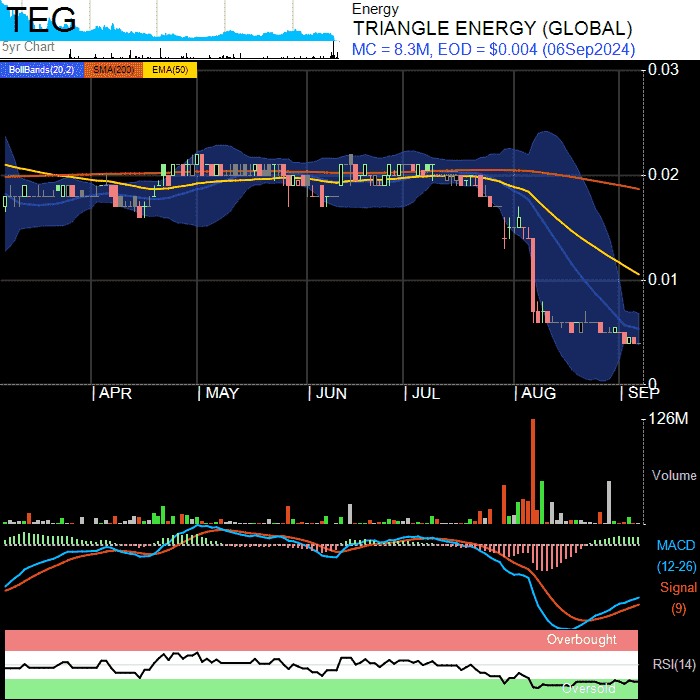 TEG
5yr Chart
Energy
TRIANGLE ENERGY (GLOBAL)
MC = 8.3M, EOD = $0.004 (06Sep2024)
BollBands(20,2) SMA(200) EMA(50)
0.03
0.02
0.01
0
APR MAY JUN JUL AUG SEP
126M
Volume
MACD
(12-26)
Signal
(9)
Overbought
RSI(14)
Oversold